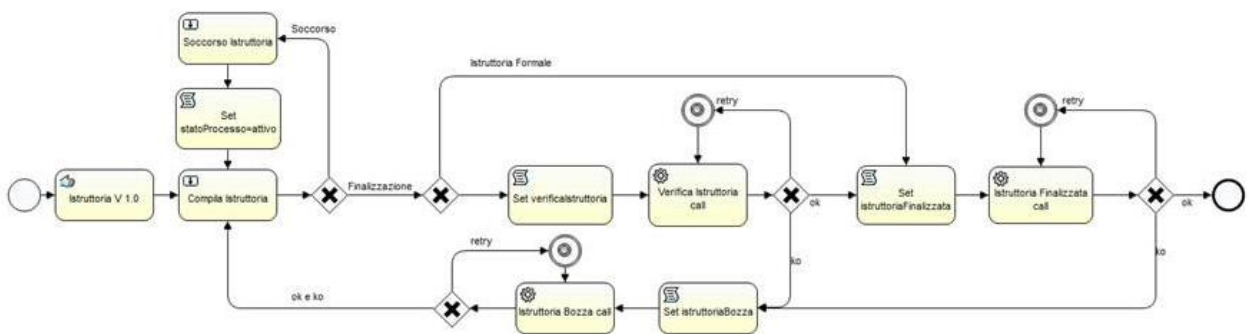 Soccorso
Soccorso Istruttoria
Istruttoria Formale
retry
retry
Set
statoProcesso=attivo
Istruttoria V 1.0
Compila Istruttoria
Finalizzazione
Set verificaIstruttoria
Verifica Istruttoria
call
ok
Set
istruttoriaFinalizzata
Istruttoria Finalizzata
call
ok
retry
ko
ko
ok e ko
Istruttoria Bozza call
Set istruttoriaBozza